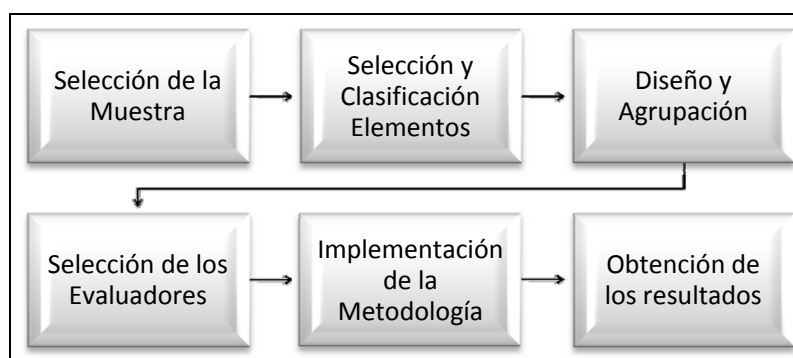 Selección de la
Muestra
Selección y
Clasificación
Elementos
Diseño y
Agrupación
Selección de los
Evaluadores
Implementación
de la
Metodología
Obtención de
los resultados